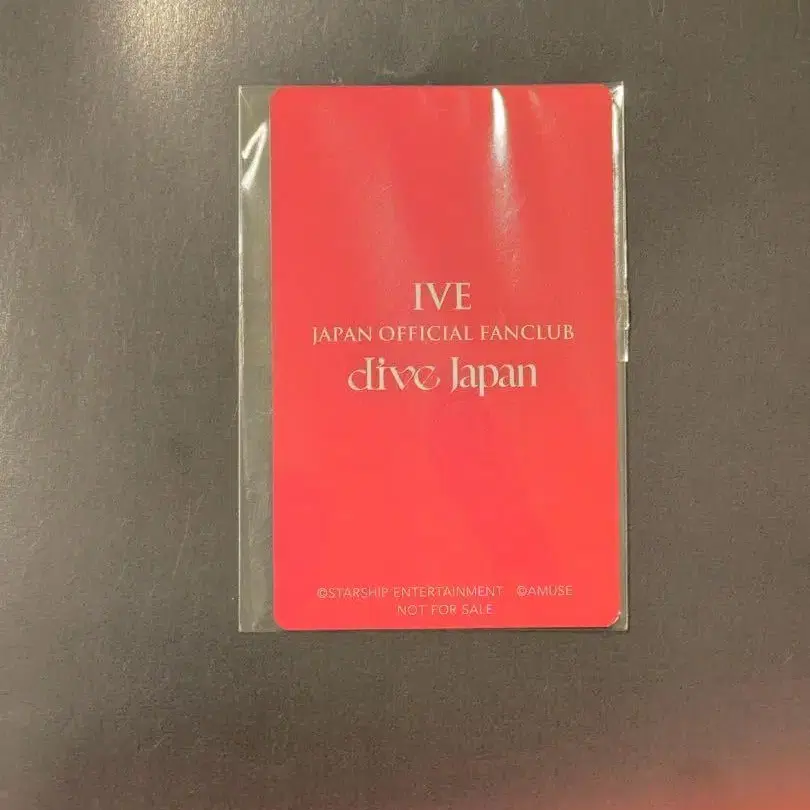 IVE
JAPAN OFFICIAL FANCLUB
dive Japan
©STARSHIP ENTERTAINMENT ©AMUSE
NOT FOR SALE